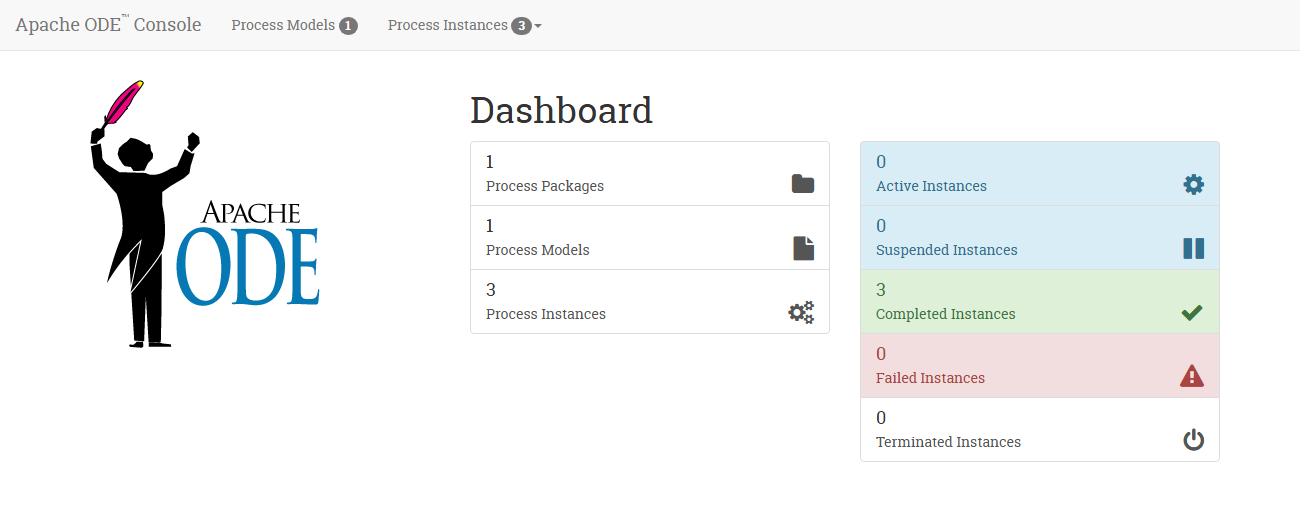 Apache ODE™ Console Process Models 1 Process Instances 3
APACHE
ODE
Dashboard
1
Process Packages
1
Process Models
3
Process Instances
0
Active Instances
0
Suspended Instances
3
Completed Instances
0
Failed Instances
0
Terminated Instances